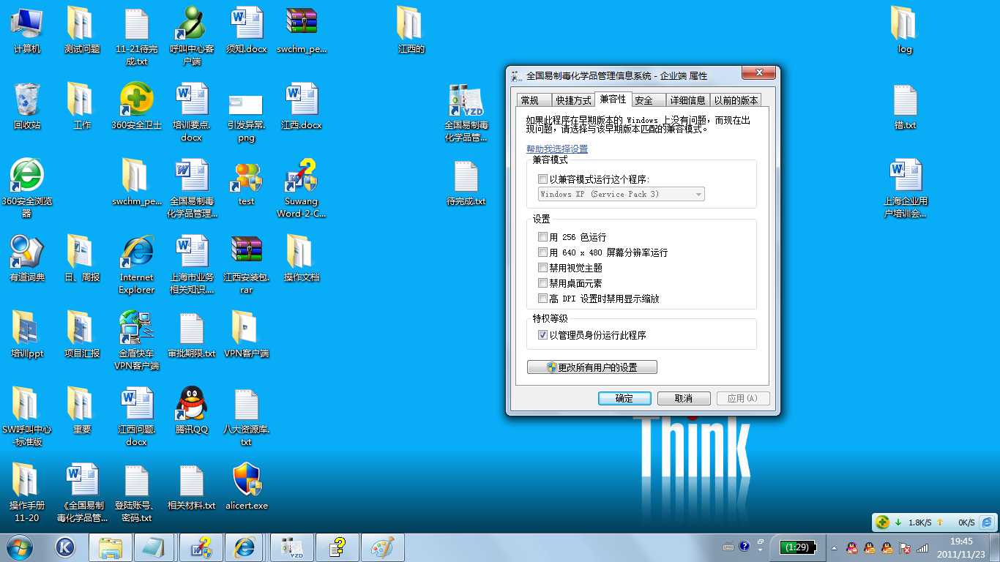 计算机
测试问题
11-21待完
成.txt
呼叫中心客
户端
须知.docx
swchm_pe...
江西的
log
回收站
工作
360安全卫士
培训要点.
docx
引发异常.
png
江西.docx
YZD
全国易制毒
化学品管...
错.txt
360安全浏览
器
swchm_pe...
全国易制毒
化学品管理...
test
Suwang
Word-2-C...
待完成.txt
上海企业用
户培训会...
有道词典
日、周报
Internet
Explorer
上海市业务
相关知识....
江西安装包.
rar
操作文档
培训ppt
项目汇报
金盾快车
VPN客户端
审批期限.txt
VPN客户端
SW呼叫中心
-标准版
重要
江西问题.
docx
腾讯QQ
八大资源库.
txt
操作手册
11-20
《全国易制
毒化学品管...
登陆账号、
密码.txt
相关材料.txt
alicert.exe
全国易制毒化学品管理信息系统 - 企业端 属性
常规 快捷方式 兼容性 安全 详细信息 以前的版本
如果此程序在早期版本的 Windows 上没有问题，而现在出
现问题，请选择与该早期版本匹配的兼容模式。
帮助我选择设置
兼容模式
以兼容模式运行这个程序:
Windows XP (Service Pack 3)
设置
用 256 色运行
用 640 x 480 屏幕分辨率运行
禁用视觉主题
禁用桌面元素
高 DPI 设置时禁用显示缩放
特权等级
以管理员身份运行此程序
更改所有用户的设置
确定 取消 应用(A)
Think
1.8K/S 0K/S
K
YZD
(1:29)
19:45
2011/11/23